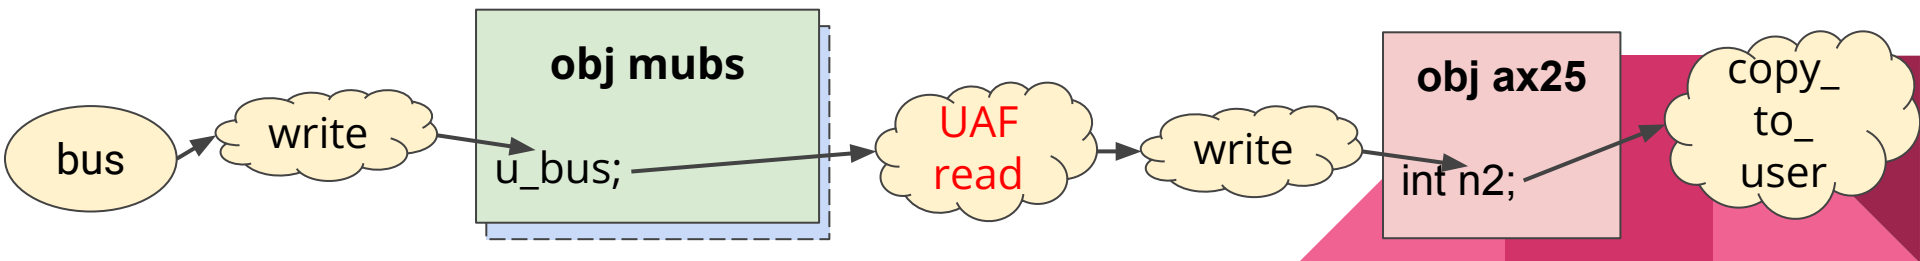 bus
write
obj mubs
u_bus;
UAF
read
write
obj ax25
int n2;
copy_
to_
user